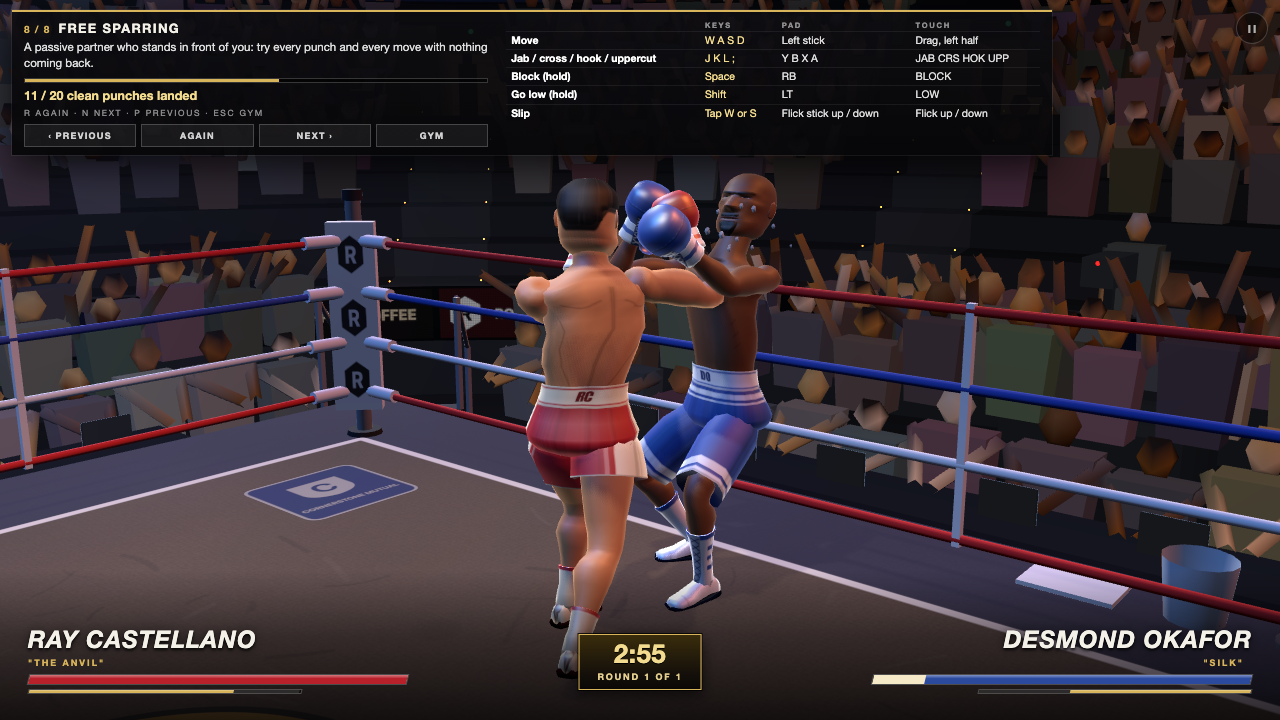 8 / 8 FREE SPARRING
A passive partner who stands in front of you: try every punch and every move with nothing
coming back.
11 / 20 clean punches landed
R AGAIN · N NEXT · P PREVIOUS · ESC GYM
‹ PREVIOUS AGAIN NEXT › GYM
KEYS PAD TOUCH
Move W A S D Left stick Drag, left half
Jab / cross / hook / uppercut J K L ; Y B X A JAB CRS HOK UPP
Block (hold) Space RB BLOCK
Go low (hold) Shift LT LOW
Slip Tap W or S Flick stick up / down Flick up / down
R
R
R
FFEE
RC
DO
C
CORNERSTONE MUTUAL
RAY CASTELLANO
"THE ANVIL"
2:55
ROUND 1 OF 1
DESMOND OKAFOR
"SILK"